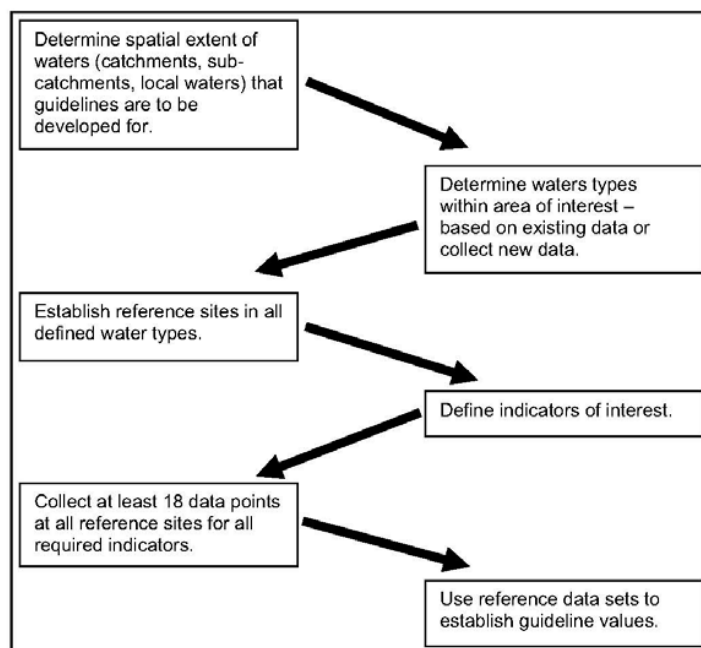 Determine spatial extent of
waters (catchments, sub-
catchments, local waters) that
guidelines are to be
developed for.
Determine waters types
within area of interest –
based on existing data or
collect new data.
Establish reference sites in all
defined water types.
Define indicators of interest.
Collect at least 18 data points
at all reference sites for all
required indicators.
Use reference data sets to
establish guideline values.